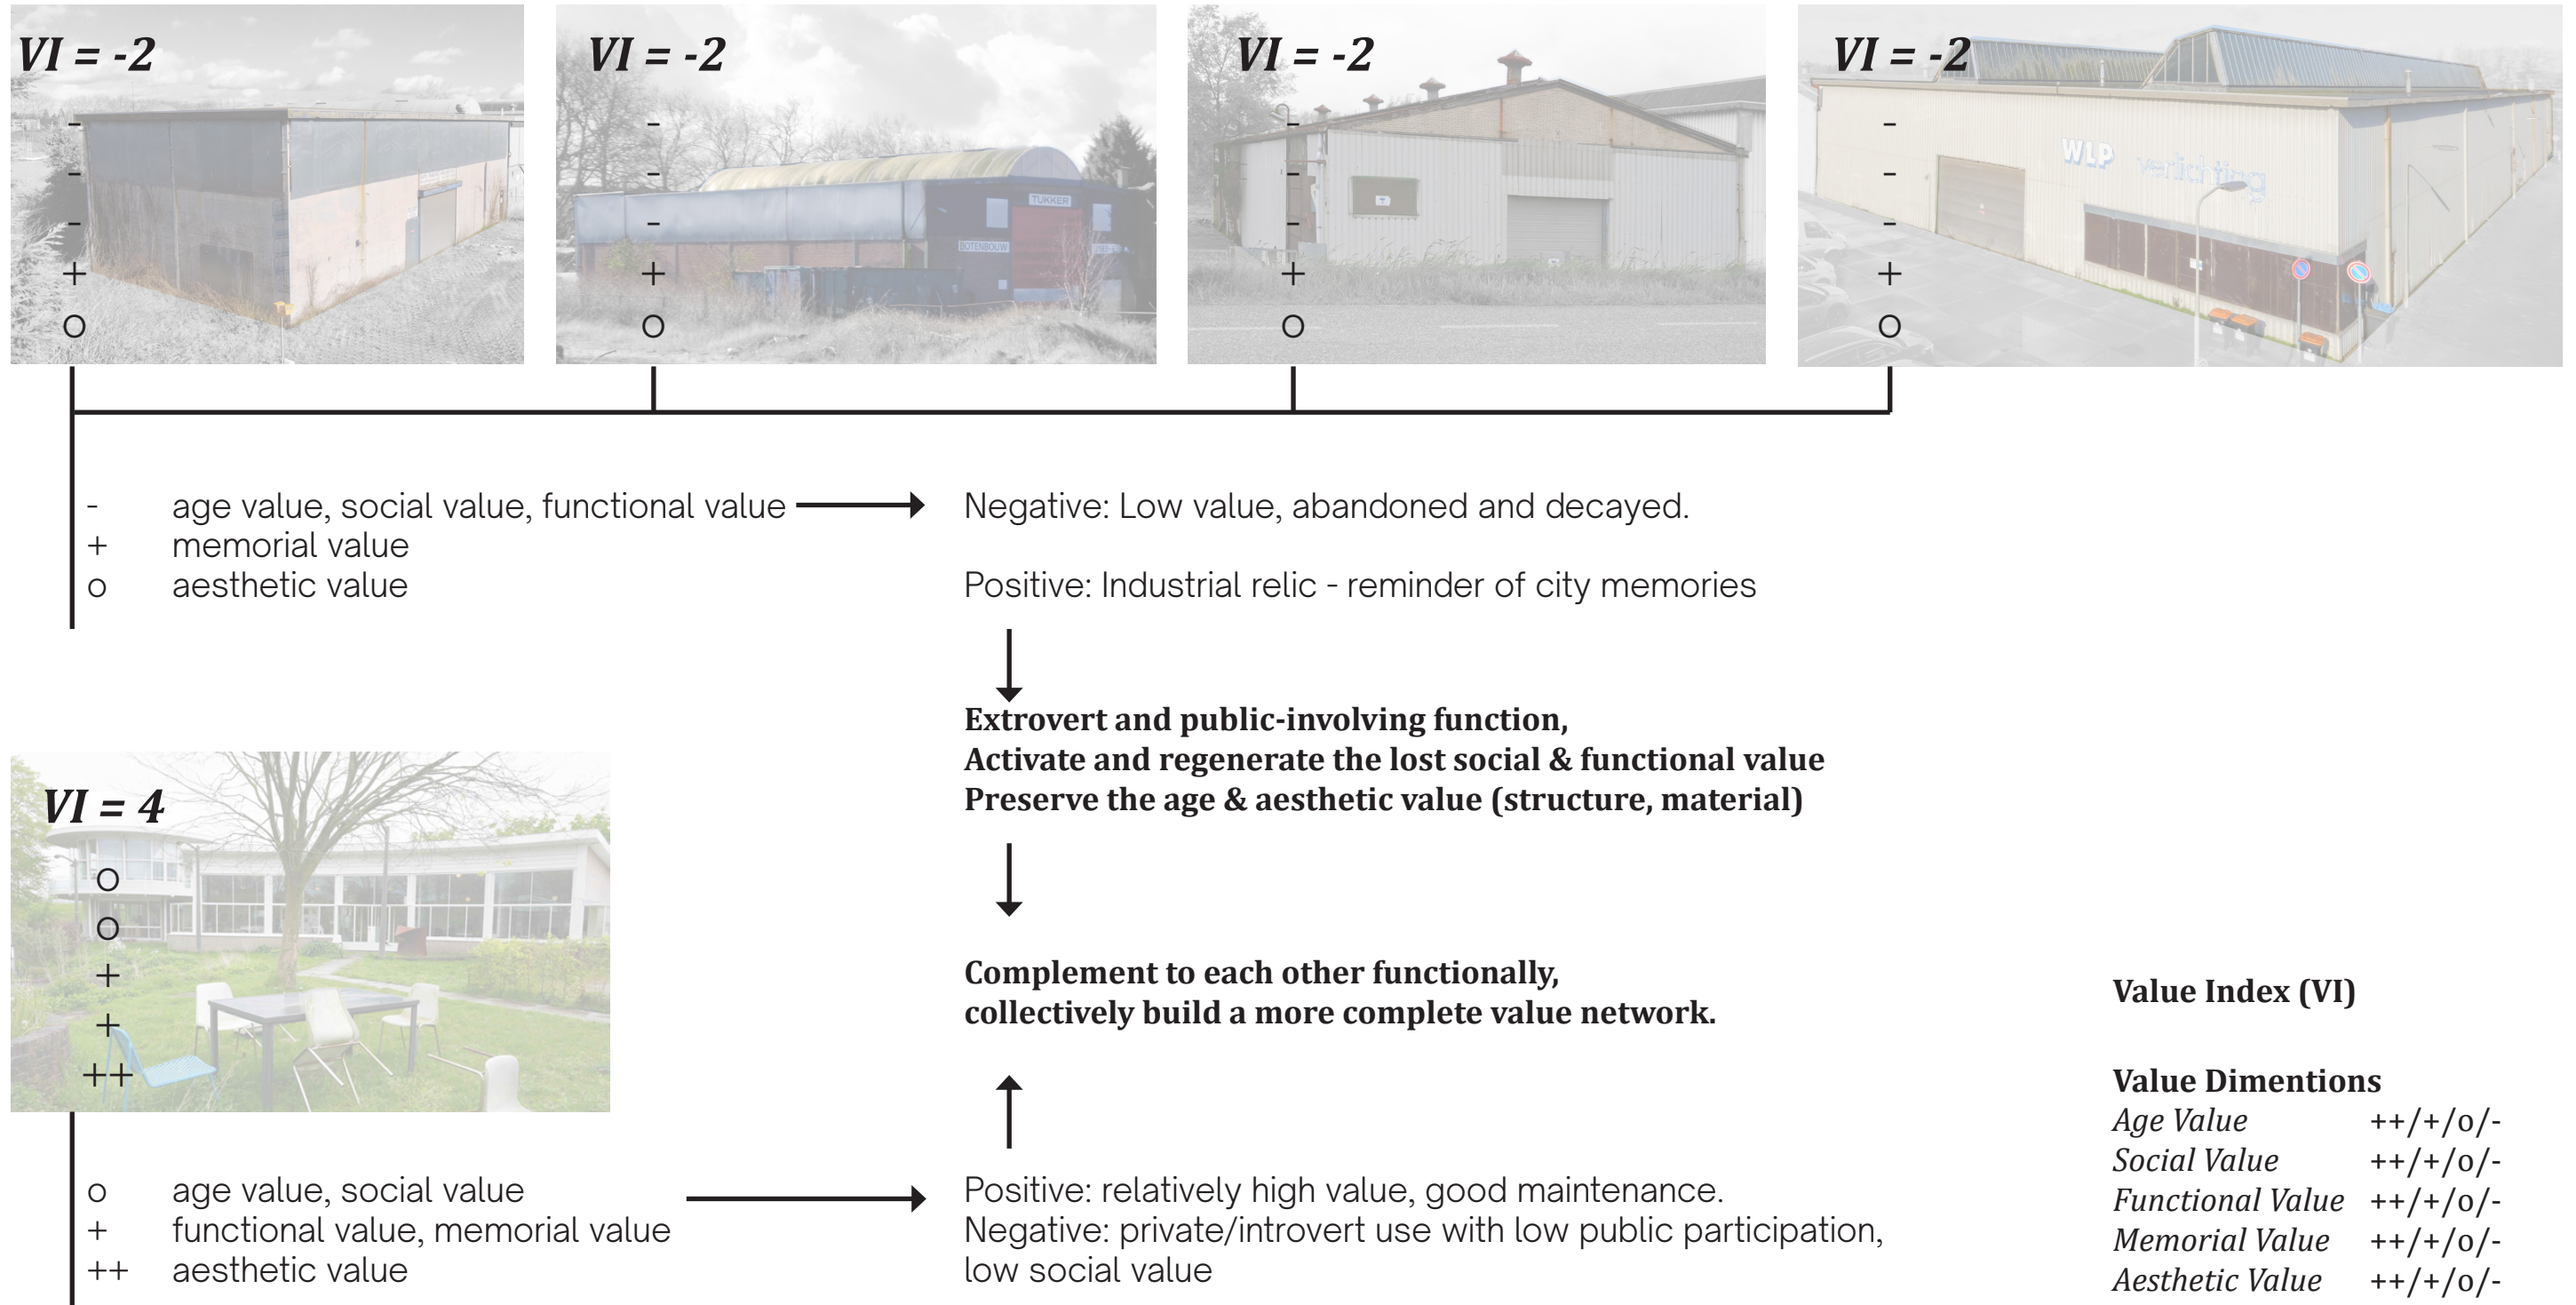 VI = -2
-
-
-
+
o
VI = -2
-
-
-
+
o
TUKKER
BOTENBOUW
VI = -2
-
-
-
+
o
VI = -2
-
-
-
+
o
WLP verlichting
- age value, social value, functional value
+ memorial value
o aesthetic value
Negative: Low value, abandoned and decayed.
Positive: Industrial relic - reminder of city memories
Extrovert and public-involving function,
Activate and regenerate the lost social & functional value
Preserve the age & aesthetic value (structure, material)
Complement to each other functionally,
collectively build a more complete value network.
VI = 4
o
o
+
+
++
o age value, social value
+ functional value, memorial value
++ aesthetic value
Positive: relatively high value, good maintenance.
Negative: private/introvert use with low public participation,
low social value
Value Index (VI)
Value Dimentions
Age Value ++/+/o/-
Social Value ++/+/o/-
Functional Value ++/+/o/-
Memorial Value ++/+/o/-
Aesthetic Value ++/+/o/-